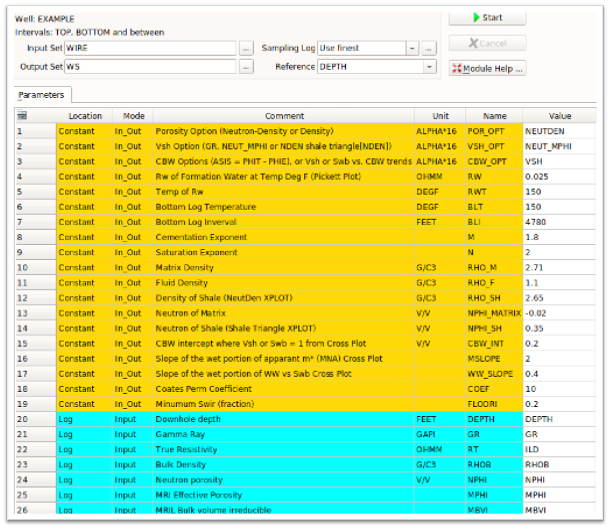 Well: EXAMPLE
Start
Intervals: TOP, BOTTOM and between
Input Set WIRE ... Sampling Log Use finest ... Cancel
Output Set WS ... Reference DEPTH Module Help ...
Parameters
Location Mode Comment Unit Name Value
1 Constant In_Out Porosity Option (Neutron-Density or Density) ALPHA*16 POR_OPT NEUTDEN
2 Constant In_Out Vsh Option (GR, NEUT_MPHI or NDEN shale triangle[NDEN]) ALPHA*16 VSH_OPT NEUT_MPHI
3 Constant In_Out CBW Options (ASIS = PHIT - PHIE), or Vsh or Swb vs. CBW trends ALPHA*16 CBW_OPT VSH
4 Constant In_Out Rw of Formation Water at Temp Deg F (Pickett Plot) OHMM RW 0.025
5 Constant In_Out Temp of Rw DEGF RWT 150
6 Constant In_Out Bottom Log Temperature DEGF BLT 150
7 Constant In_Out Bottom Log Inverval FEET BLI 4780
8 Constant In_Out Cementation Exponent M 1.8
9 Constant In_Out Saturation Exponent N 2
10 Constant In_Out Matrix Density G/C3 RHO_M 2.71
11 Constant In_Out Fluid Density G/C3 RHO_F 1.1
12 Constant In_Out Density of Shale (NeutDen XPLOT) G/C3 RHO_SH 2.65
13 Constant In_Out Neutron of Matrix V/V NPHI_MATRIX -0.02
14 Constant In_Out Neutron of Shale (Shale Triangle XPLOT) V/V NPHI_SH 0.35
15 Constant In_Out CBW intercept where Vsh or Swb = 1 from Cross Plot V/V CBW_INT 0.2
16 Constant In_Out Slope of the wet portion of apparant m* (MNA) Cross Plot MSLOPE 2
17 Constant In_Out Slope of the wet portion of WW vs Swb Cross Plot WW_SLOPE 0.4
18 Constant In_Out Coates Perm Coefficient COEF 10
19 Constant In_Out Minumum Swir (fraction) FLOORI 0.2
20 Log Input Downhole depth FEET DEPTH DEPTH
21 Log Input Gamma Ray GAPI GR GR
22 Log Input True Resistivity OHMM RT ILD
23 Log Input Bulk Density G/C3 RHOB RHOB
24 Log Input Neutron porosity V/V NPHI NPHI
25 Log Input MRI Effective Porosity MPHI MPHI
26 Log Input MRIL Bulk volume irreducible MBVI MBVI